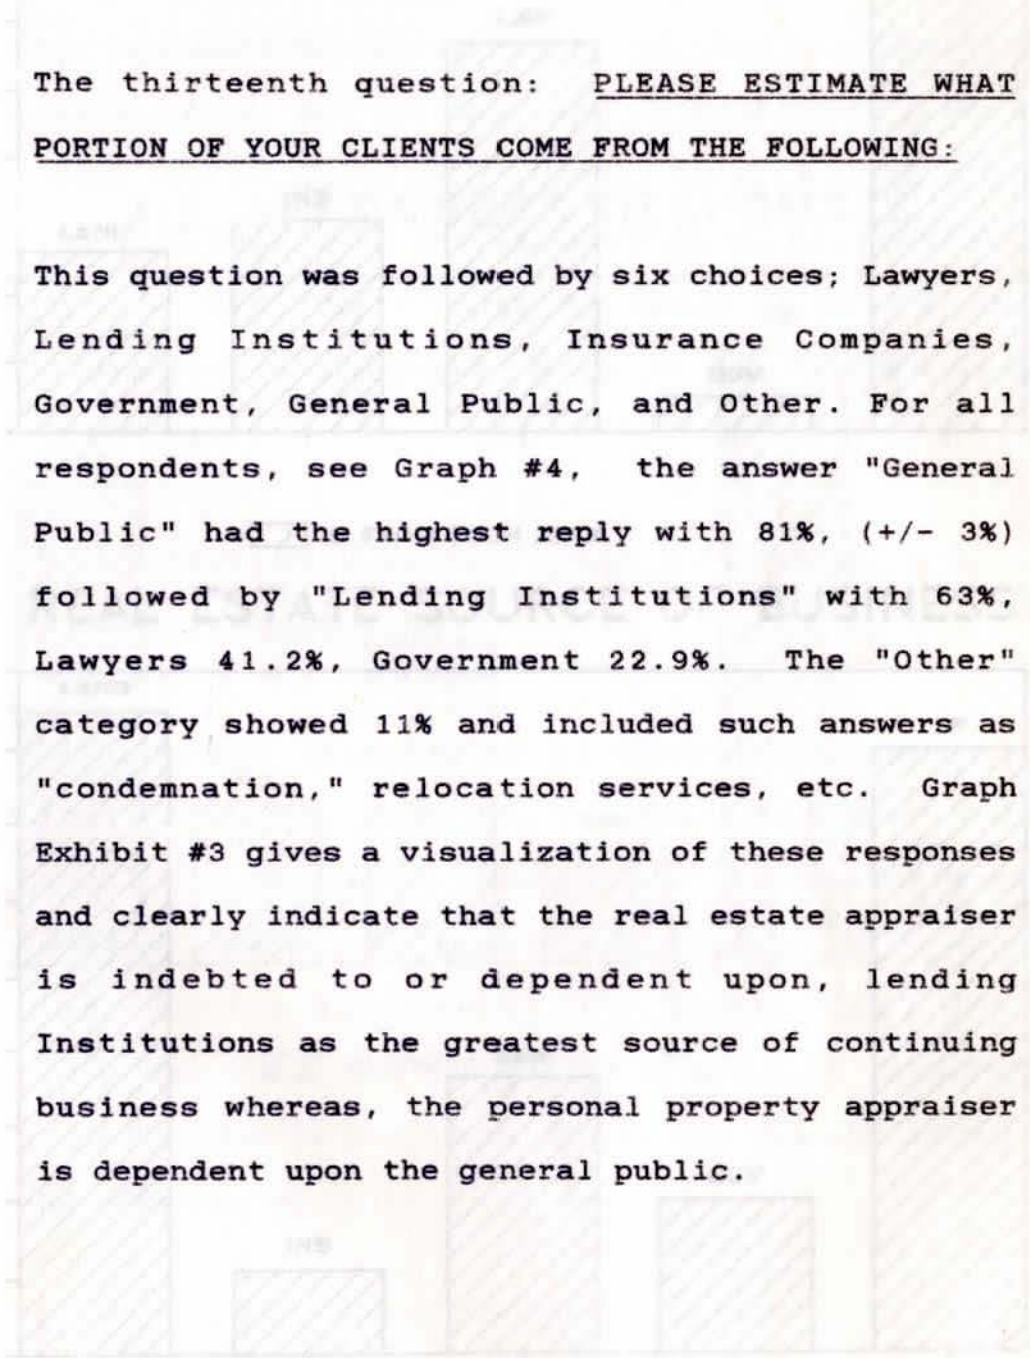 The thirteenth question: PLEASE ESTIMATE WHAT
PORTION OF YOUR CLIENTS COME FROM THE FOLLOWING:
This question was followed by six choices; Lawyers,
Lending Institutions, Insurance Companies,
Government, General Public, and Other. For all
respondents, see Graph #4, the answer "General
Public" had the highest reply with 81%, (+/- 3%)
followed by "Lending Institutions" with 63%,
Lawyers 41.2%, Government 22.9%. The "Other"
category showed 11% and included such answers as
"condemnation," relocation services, etc. Graph
Exhibit #3 gives a visualization of these responses
and clearly indicate that the real estate appraiser
is indebted to or dependent upon, lending
Institutions as the greatest source of continuing
business whereas, the personal property appraiser
is dependent upon the general public.